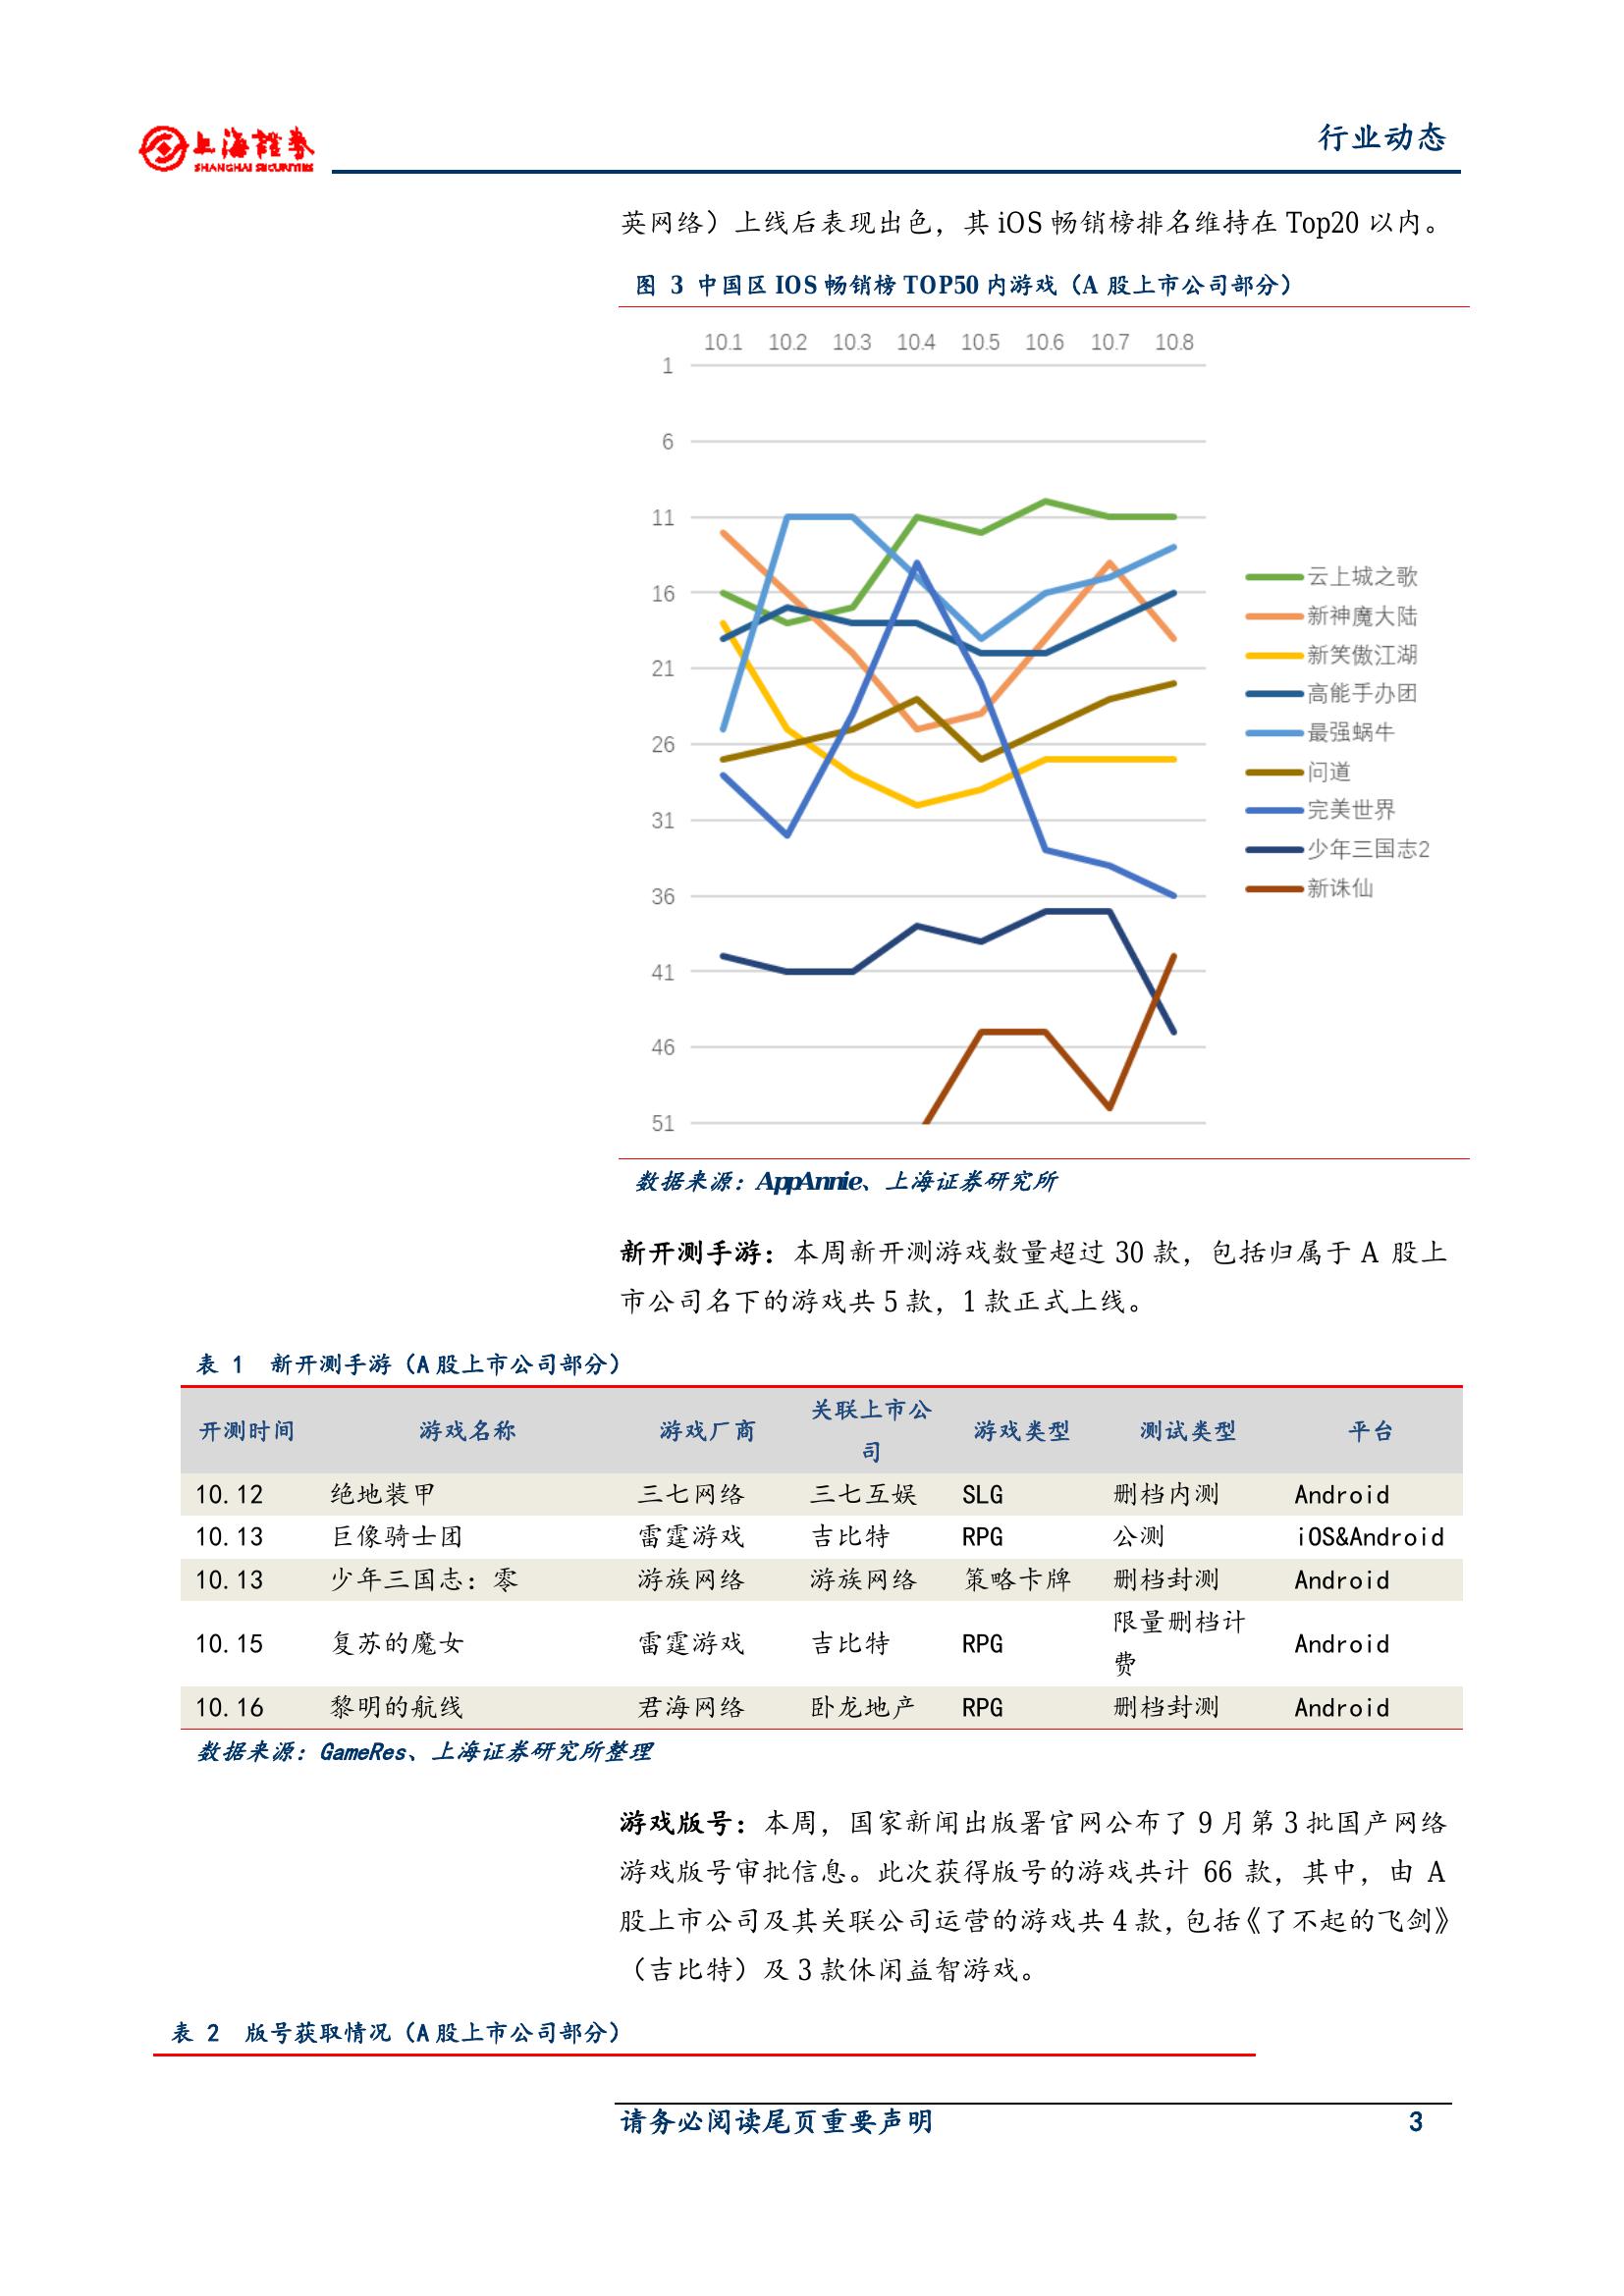 上海證券
SHANGHAI SECURITIES
行业动态
英网络）上线后表现出色，其 iOS 畅销榜排名维持在 Top20 以内。
图 3 中国区 IOS 畅销榜 TOP50 内游戏（A 股上市公司部分）
10.1 10.2 10.3 10.4 10.5 10.6 10.7 10.8
1
6
11
16
21
26
31
36
41
46
51
云上城之歌
新神魔大陆
新笑傲江湖
高能手办团
最强蜗牛
问道
完美世界
少年三国志2
新诛仙
数据来源：AppAnnie、上海证券研究所
新开测手游：本周新开测游戏数量超过 30 款，包括归属于 A 股上
市公司名下的游戏共 5 款，1 款正式上线。
表 1 新开测手游（A 股上市公司部分）
开测时间 游戏名称 游戏厂商 关联上市公 游戏类型 测试类型 平台
司
10.12 绝地装甲 三七网络 三七互娱 SLG 删档内测 Android
10.13 巨像骑士团 雷霆游戏 吉比特 RPG 公测 iOS&Android
10.13 少年三国志：零 游族网络 游族网络 策略卡牌 删档封测 Android
10.15 复苏的魔女 雷霆游戏 吉比特 RPG 限量删档计 Android
费
10.16 黎明的航线 君海网络 卧龙地产 RPG 删档封测 Android
数据来源：GameRes、上海证券研究所整理
游戏版号：本周，国家新闻出版署官网公布了 9 月第 3 批国产网络
游戏版号审批信息。此次获得版号的游戏共计 66 款，其中，由 A
股上市公司及其关联公司运营的游戏共 4 款，包括《了不起的飞剑》
（吉比特）及 3 款休闲益智游戏。
表 2 版号获取情况（A 股上市公司部分）
请务必阅读尾页重要声明 3